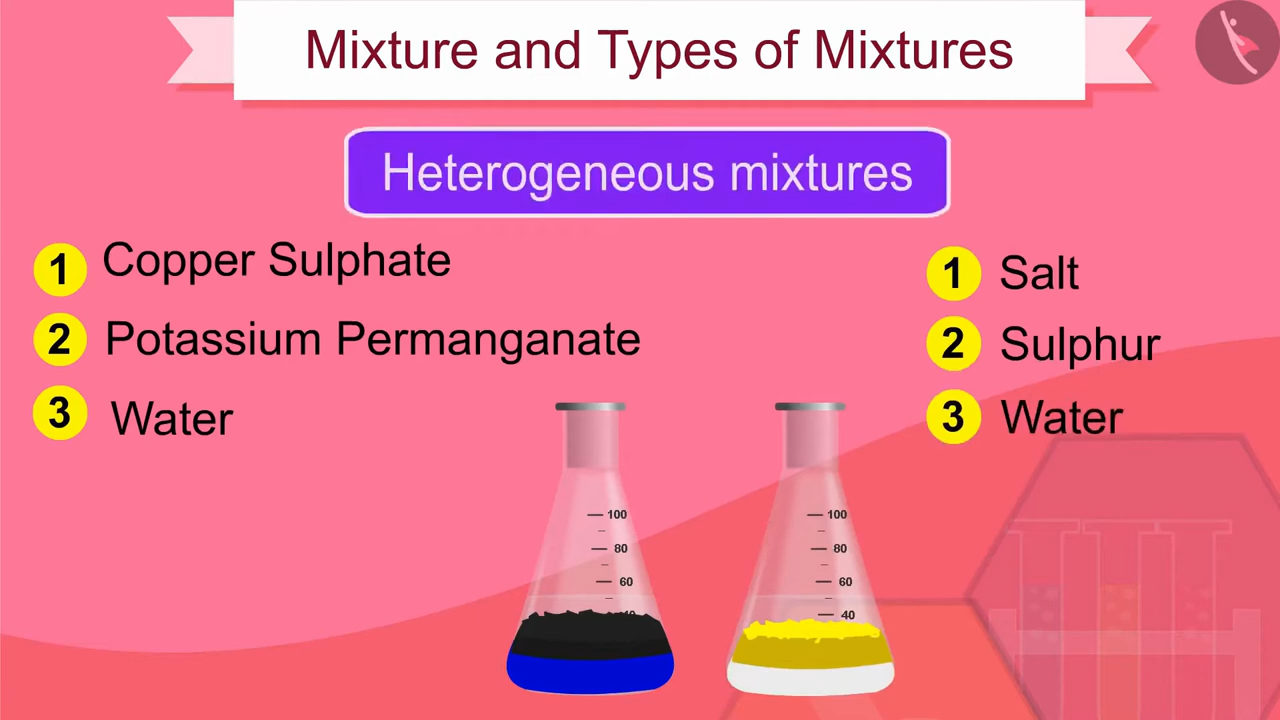 Mixture and Types of Mixtures
Heterogeneous mixtures
1 Copper Sulphate
2 Potassium Permanganate
3 Water
1 Salt
2 Sulphur
3 Water
100
80
60
100
80
60
40